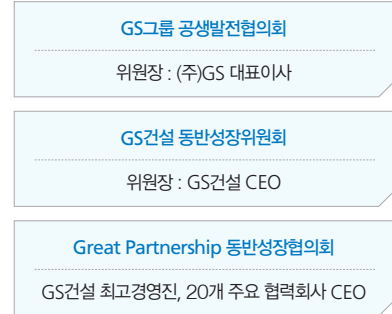 GS그룹 공생발전협의회
위원장 : (주)GS 대표이사
GS건설 동반성장위원회
위원장 : GS건설 CEO
Great Partnership 동반성장협의회
GS건설 최고경영진, 20개 주요 협력회사 CEO